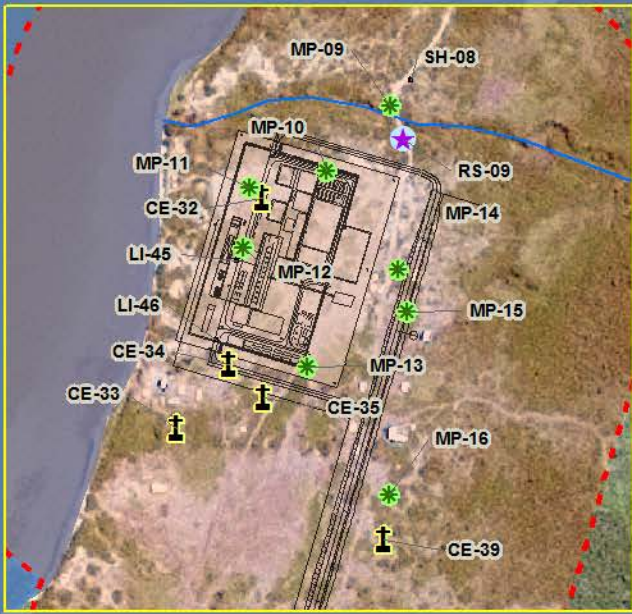 MP-09
SH-08
MP-10
MP-11
RS-09
CE-32
MP-14
LI-45
MP-12
LI-46
MP-15
CE-34
MP-13
CE-33
CE-35
MP-16
CE-39